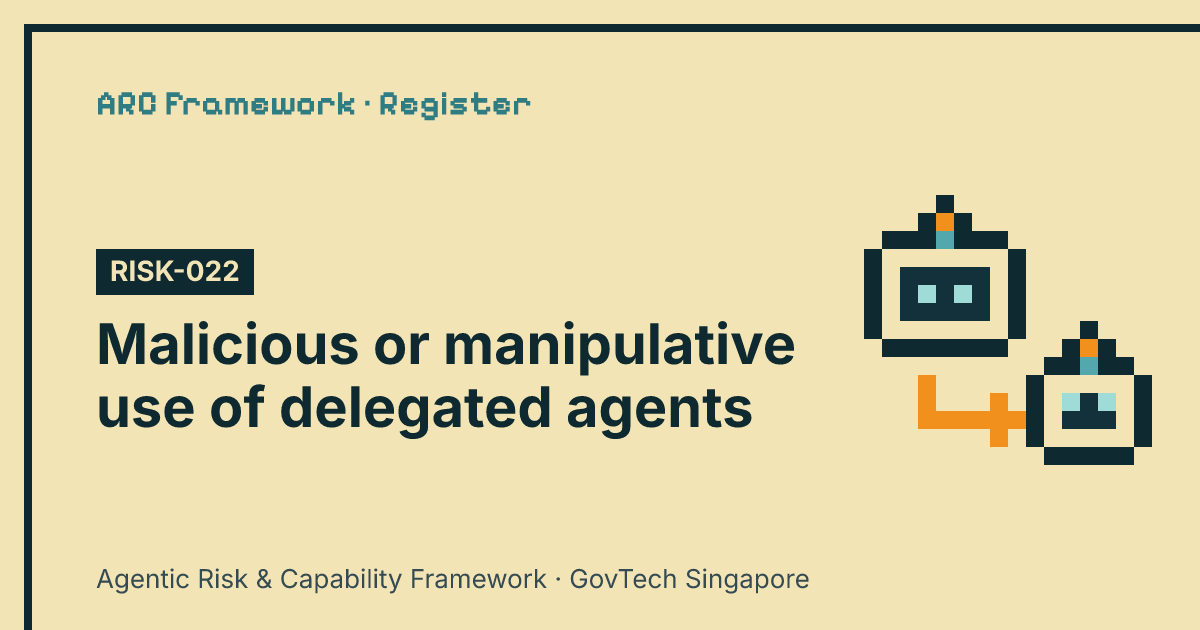 ARC Framework · Register
RISK-022
Malicious or manipulative
use of delegated agents
Agentic Risk & Capability Framework · GovTech Singapore